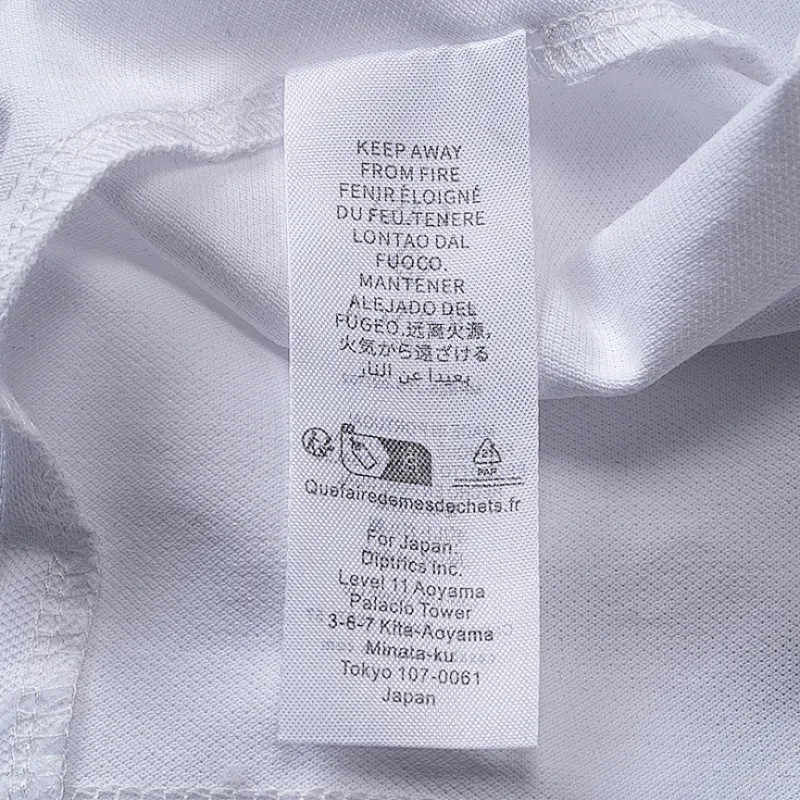 KEEP AWAY
FROM FIRE
FENIR ÉLOIGNÉ
DU FEU.TENERE
LONTAO DAL
FUOCO.
MANTENER
ALEJADO DEL
FUGEO.远离火源,
火気から遠ざける
بعيدا عن النار
21
PAP
Quefairedemesdechets.fr
For Japan:
Diptrics Inc.
Level 11 Aoyama
Palacio Tower
3-6-7 Kita-Aoyama
Minata-ku
Tokyo 107-0061
Japan